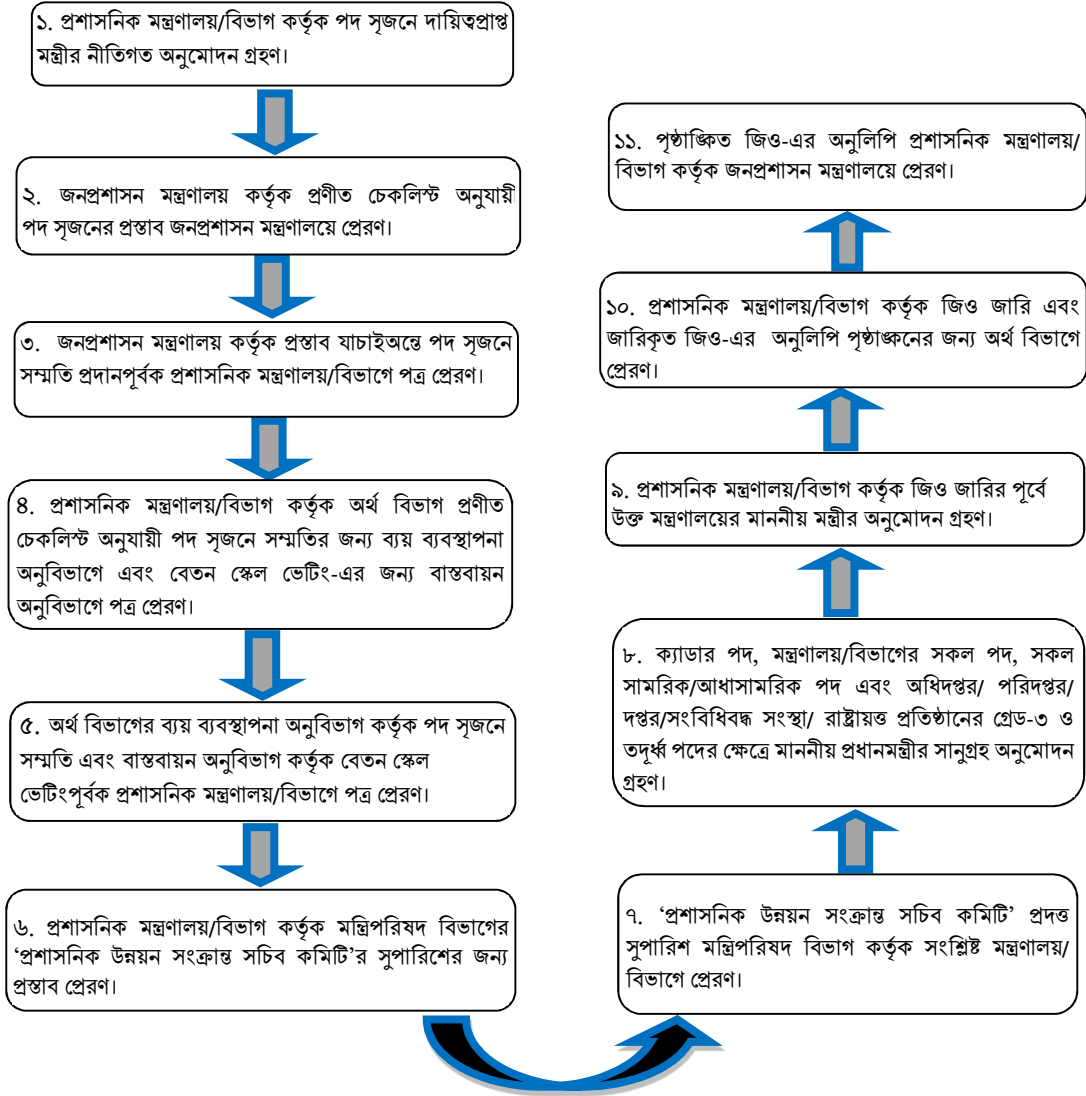 ১. প্রশাসনিক মন্ত্রণালয়/বিভাগ কর্তৃক পদ সৃজনে দায়িত্বপ্রাপ্ত
মন্ত্রীর নীতিগত অনুমোদন গ্রহণ।
২. জনপ্রশাসন মন্ত্রণালয় কর্তৃক প্রণীত চেকলিস্ট অনুযায়ী
পদ সৃজনের প্রস্তাব জনপ্রশাসন মন্ত্রণালয়ে প্রেরণ।
৩. জনপ্রশাসন মন্ত্রণালয় কর্তৃক প্রস্তাব যাচাইঅন্তে পদ সৃজনে
সম্মতি প্রদানপূর্বক প্রশাসনিক মন্ত্রণালয়/বিভাগে পত্র প্রেরণ।
৪. প্রশাসনিক মন্ত্রণালয়/বিভাগ কর্তৃক অর্থ বিভাগ প্রণীত
চেকলিস্ট অনুযায়ী পদ সৃজনে সম্মতির জন্য ব্যয় ব্যবস্থাপনা
অনুবিভাগে এবং বেতন স্কেল ভেটিং-এর জন্য বাস্তবায়ন
অনুবিভাগে পত্র প্রেরণ।
৫. অর্থ বিভাগের ব্যয় ব্যবস্থাপনা অনুবিভাগ কর্তৃক পদ সৃজনে
সম্মতি এবং বাস্তবায়ন অনুবিভাগ কর্তৃক বেতন স্কেল
ভেটিংপূর্বক প্রশাসনিক মন্ত্রণালয়/বিভাগে পত্র প্রেরণ।
৬. প্রশাসনিক মন্ত্রণালয়/বিভাগ কর্তৃক মন্ত্রিপরিষদ বিভাগের
‘প্রশাসনিক উন্নয়ন সংক্রান্ত সচিব কমিটি’র সুপারিশের জন্য
প্রস্তাব প্রেরণ।
৭. ‘প্রশাসনিক উন্নয়ন সংক্রান্ত সচিব কমিটি’ প্রদত্ত
সুপারিশ মন্ত্রিপরিষদ বিভাগ কর্তৃক সংশ্লিষ্ট মন্ত্রণালয়/
বিভাগে প্রেরণ।
৮. ক্যাডার পদ, মন্ত্রণালয়/বিভাগের সকল পদ, সকল
সামরিক/আধাসামরিক পদ এবং অধিদপ্তর/ পরিদপ্তর/
দপ্তর/সংবিধিবদ্ধ সংস্থা/ রাষ্ট্রায়ত্ত প্রতিষ্ঠানের গ্রেড-৩ ও
তদূর্ধ্ব পদের ক্ষেত্রে মাননীয় প্রধানমন্ত্রীর সানুগ্রহ অনুমোদন
গ্রহণ।
৯. প্রশাসনিক মন্ত্রণালয়/বিভাগ কর্তৃক জিও জারির পূর্বে
উক্ত মন্ত্রণালয়ের মাননীয় মন্ত্রীর অনুমোদন গ্রহণ।
১০. প্রশাসনিক মন্ত্রণালয়/বিভাগ কর্তৃক জিও জারি এবং
জারিকৃত জিও-এর অনুলিপি পৃষ্ঠাঙ্কনের জন্য অর্থ বিভাগে
প্রেরণ।
১১. পৃষ্ঠাঙ্কিত জিও-এর অনুলিপি প্রশাসনিক মন্ত্রণালয়/
বিভাগ কর্তৃক জনপ্রশাসন মন্ত্রণালয়ে প্রেরণ।